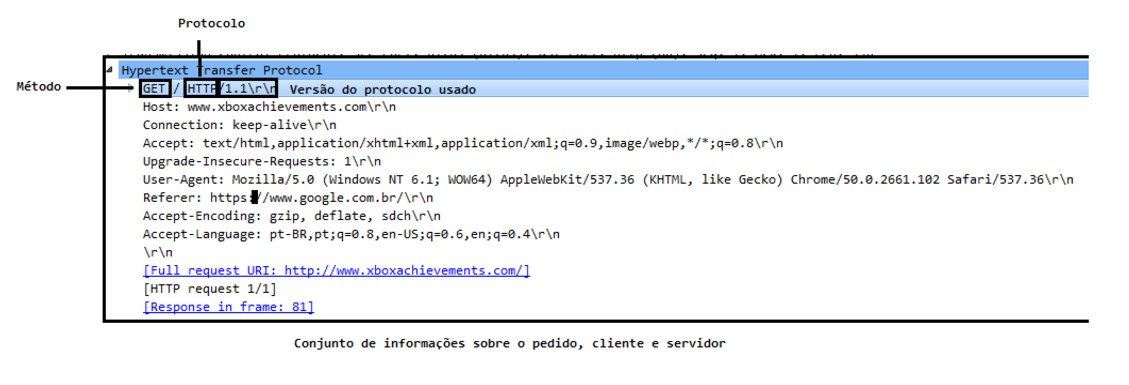 Protocolo
Hypertext Transfer Protocol
Método
GET / HTTP/1.1\r\n Versão do protocolo usado
Host: www.xboxachievements.com\r\n
Connection: keep-alive\r\n
Accept: text/html,application/xhtml+xml,application/xml;q=0.9,image/webp,*/*;q=0.8\r\n
Upgrade-Insecure-Requests: 1\r\n
User-Agent: Mozilla/5.0 (Windows NT 6.1; WOW64) AppleWebKit/537.36 (KHTML, like Gecko) Chrome/50.0.2661.102 Safari/537.36\r\n
Referer: https://www.google.com.br/\r\n
Accept-Encoding: gzip, deflate, sdch\r\n
Accept-Language: pt-BR,pt;q=0.8,en-US;q=0.6,en;q=0.4\r\n
\r\n
[Full request URI: http://www.xboxachievements.com/]
[HTTP request 1/1]
[Response in frame: 81]
Conjunto de informações sobre o pedido, cliente e servidor